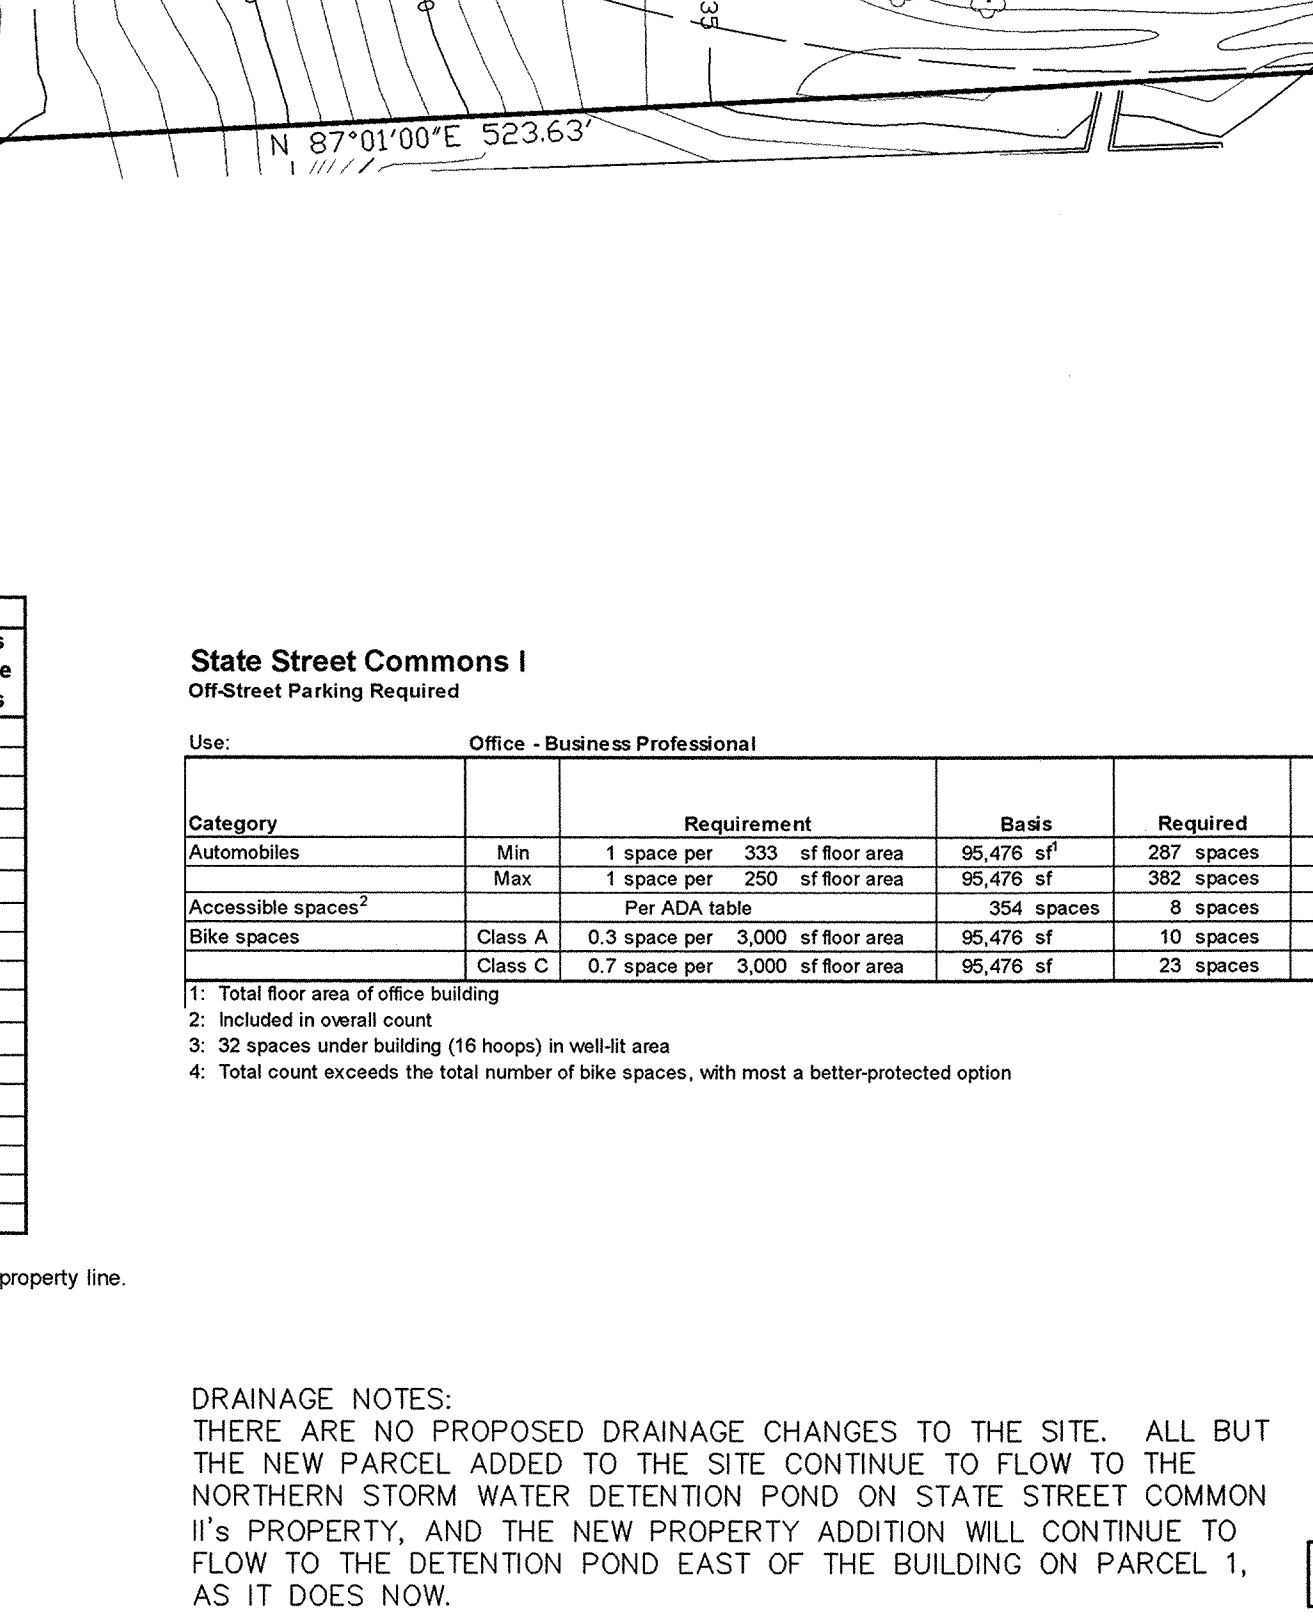 35
N 87°01'00"E 523.63'
s
e
s
State Street Commons I
Off-Street Parking Required
Use: Office - Business Professional
Category Requirement Basis Required
Automobiles Min 1 space per 333 sf floor area 95,476 sf1 287 spaces
Max 1 space per 250 sf floor area 95,476 sf 382 spaces
Accessible spaces2 Per ADA table 354 spaces 8 spaces
Bike spaces Class A 0.3 space per 3,000 sf floor area 95,476 sf 10 spaces
Class C 0.7 space per 3,000 sf floor area 95,476 sf 23 spaces
1: Total floor area of office building
2: Included in overall count
3: 32 spaces under building (16 hoops) in well-lit area
4: Total count exceeds the total number of bike spaces, with most a better-protected option
property line.
DRAINAGE NOTES:
THERE ARE NO PROPOSED DRAINAGE CHANGES TO THE SITE. ALL BUT
THE NEW PARCEL ADDED TO THE SITE CONTINUE TO FLOW TO THE
NORTHERN STORM WATER DETENTION POND ON STATE STREET COMMON
II's PROPERTY, AND THE NEW PROPERTY ADDITION WILL CONTINUE TO
FLOW TO THE DETENTION POND EAST OF THE BUILDING ON PARCEL 1,
AS IT DOES NOW.